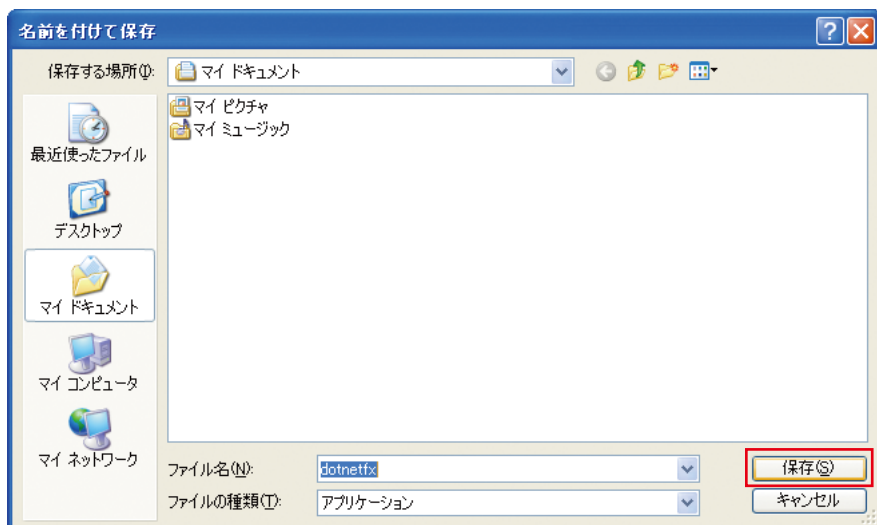 名前を付けて保存
保存する場所(I):
マイ ドキュメント
マイ ピクチャ
マイ ミュージック
最近使ったファイル
デスクトップ
マイ ドキュメント
マイ コンピュータ
マイ ネットワーク
ファイル名(N):
dotnetfx
保存(S)
ファイルの種類(T):
アプリケーション
キャンセル